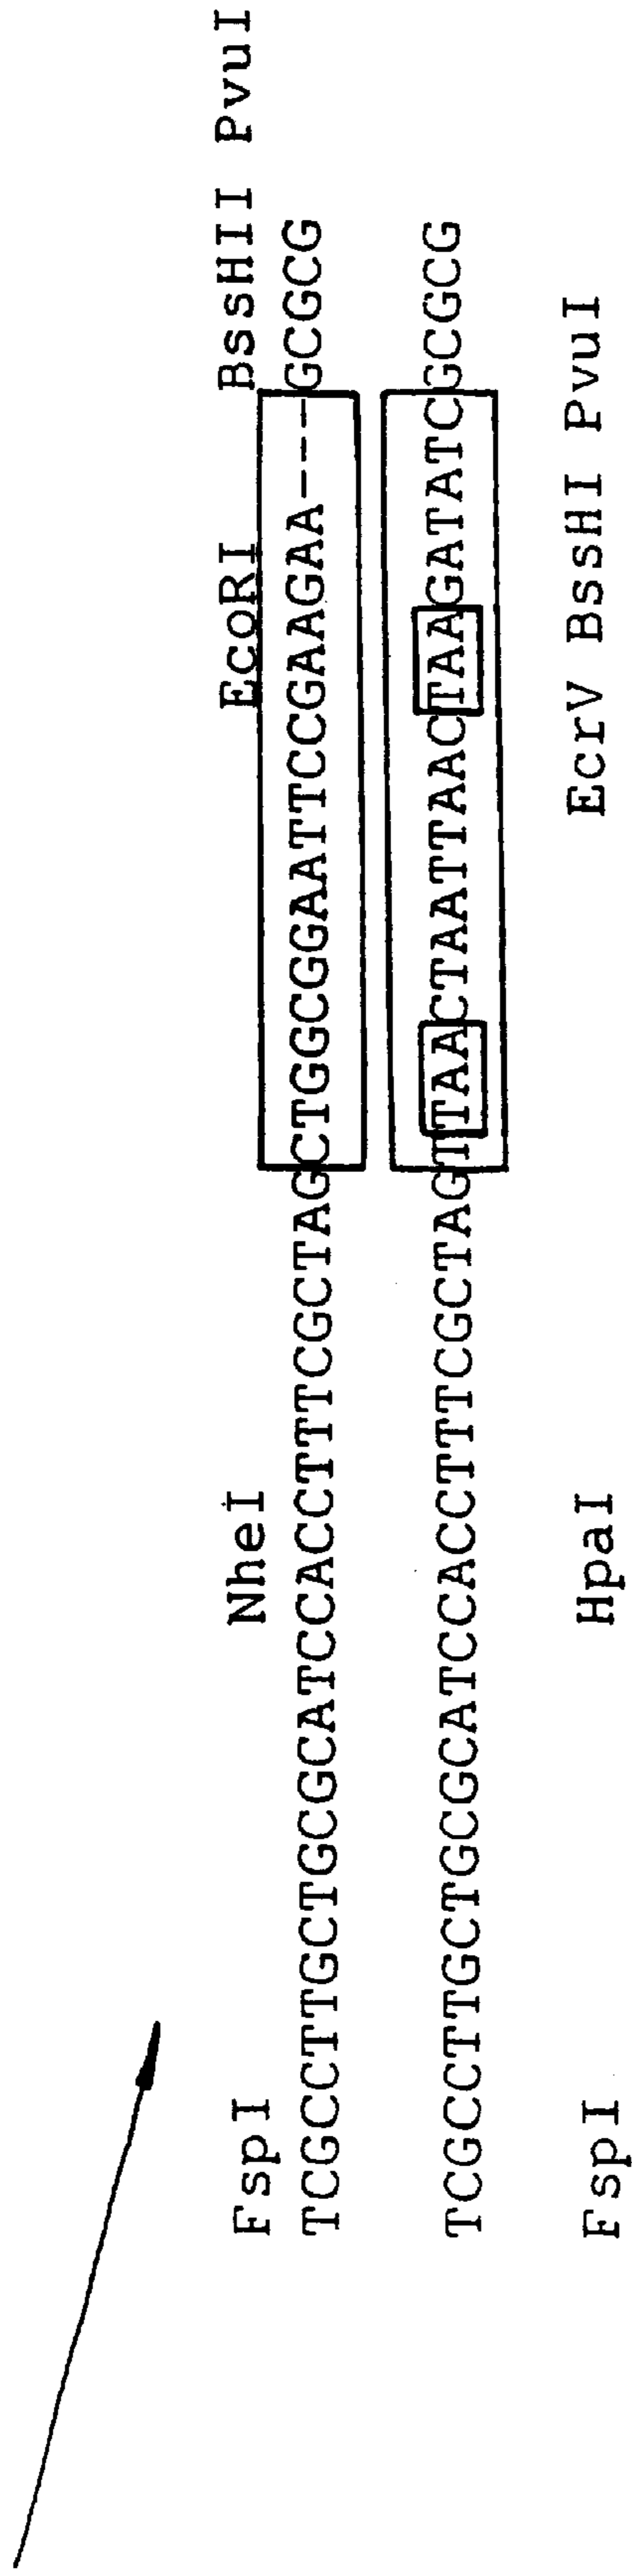 FspI NheI EcoRI BssHII PvuI
TCGCCTTGCTGCGCATCCACCTTTCGCTAGCTGGCGGAATTCCGAAGAA---GCGCG
TCGCCTTGCTGCGCATCCACCTTTCGCTAGTTAACTAATTAACTAAGATATCGCGCG
FspI HpaI EcrV BssHI PvuI